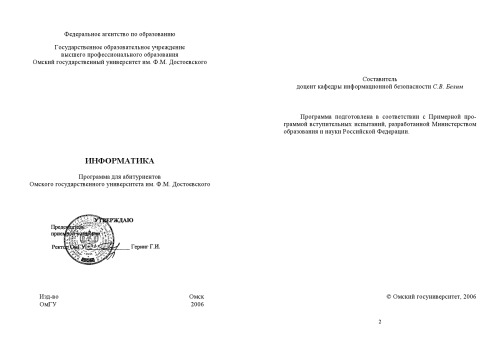 Федеральное агентство по образованию
Государственное образовательное учреждение
высшего профессионального образования
Омский государственный университет им. Ф.М. Достоевского
ИНФОРМАТИКА
Программа для абитуриентов
Омского государственного университета им. Ф.М. Достоевского
УТВЕРЖДАЮ
Председатель
приемной комиссии
Ректор ОмГУ Геринг Г.И.
Изд-во Омск
ОмГУ 2006
Составитель
доцент кафедры информационной безопасности С.В. Белим
Программа подготовлена в соответствии с Примерной про-
граммой вступительных испытаний, разработанной Министерством
образования и науки Российской Федерации.
© Омский госуниверситет, 2006
2